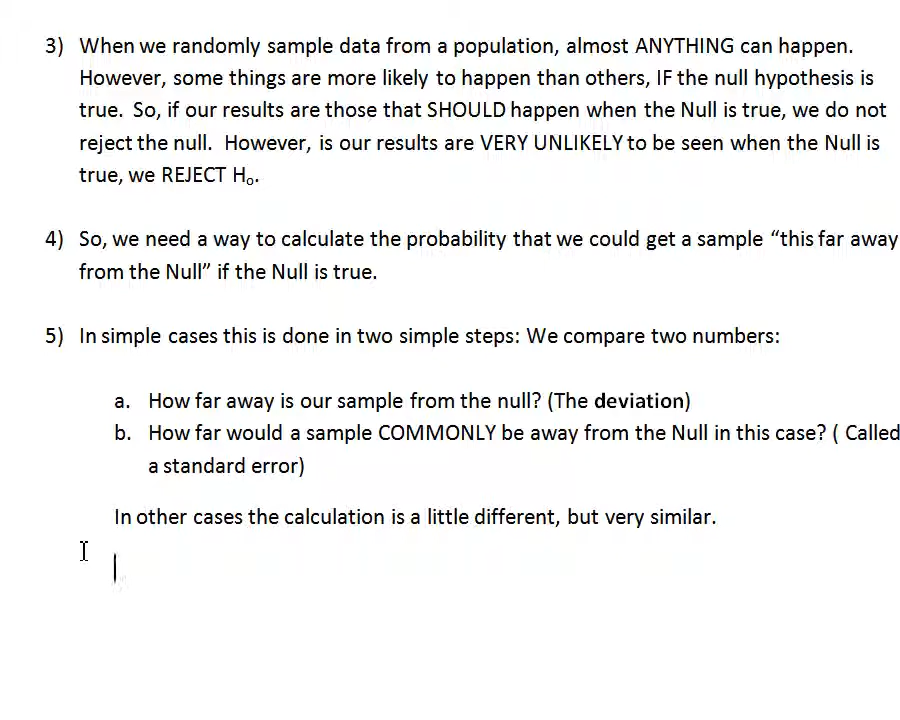 3) When we randomly sample data from a population, almost ANYTHING can happen.
However, some things are more likely to happen than others, IF the null hypothesis is
true. So, if our results are those that SHOULD happen when the Null is true, we do not
reject the null. However, is our results are VERY UNLIKELY to be seen when the Null is
true, we REJECT Hₒ.
4) So, we need a way to calculate the probability that we could get a sample “this far away
from the Null” if the Null is true.
5) In simple cases this is done in two simple steps: We compare two numbers:
a. How far away is our sample from the null? (The deviation)
b. How far would a sample COMMONLY be away from the Null in this case? ( Called
a standard error)
In other cases the calculation is a little different, but very similar.